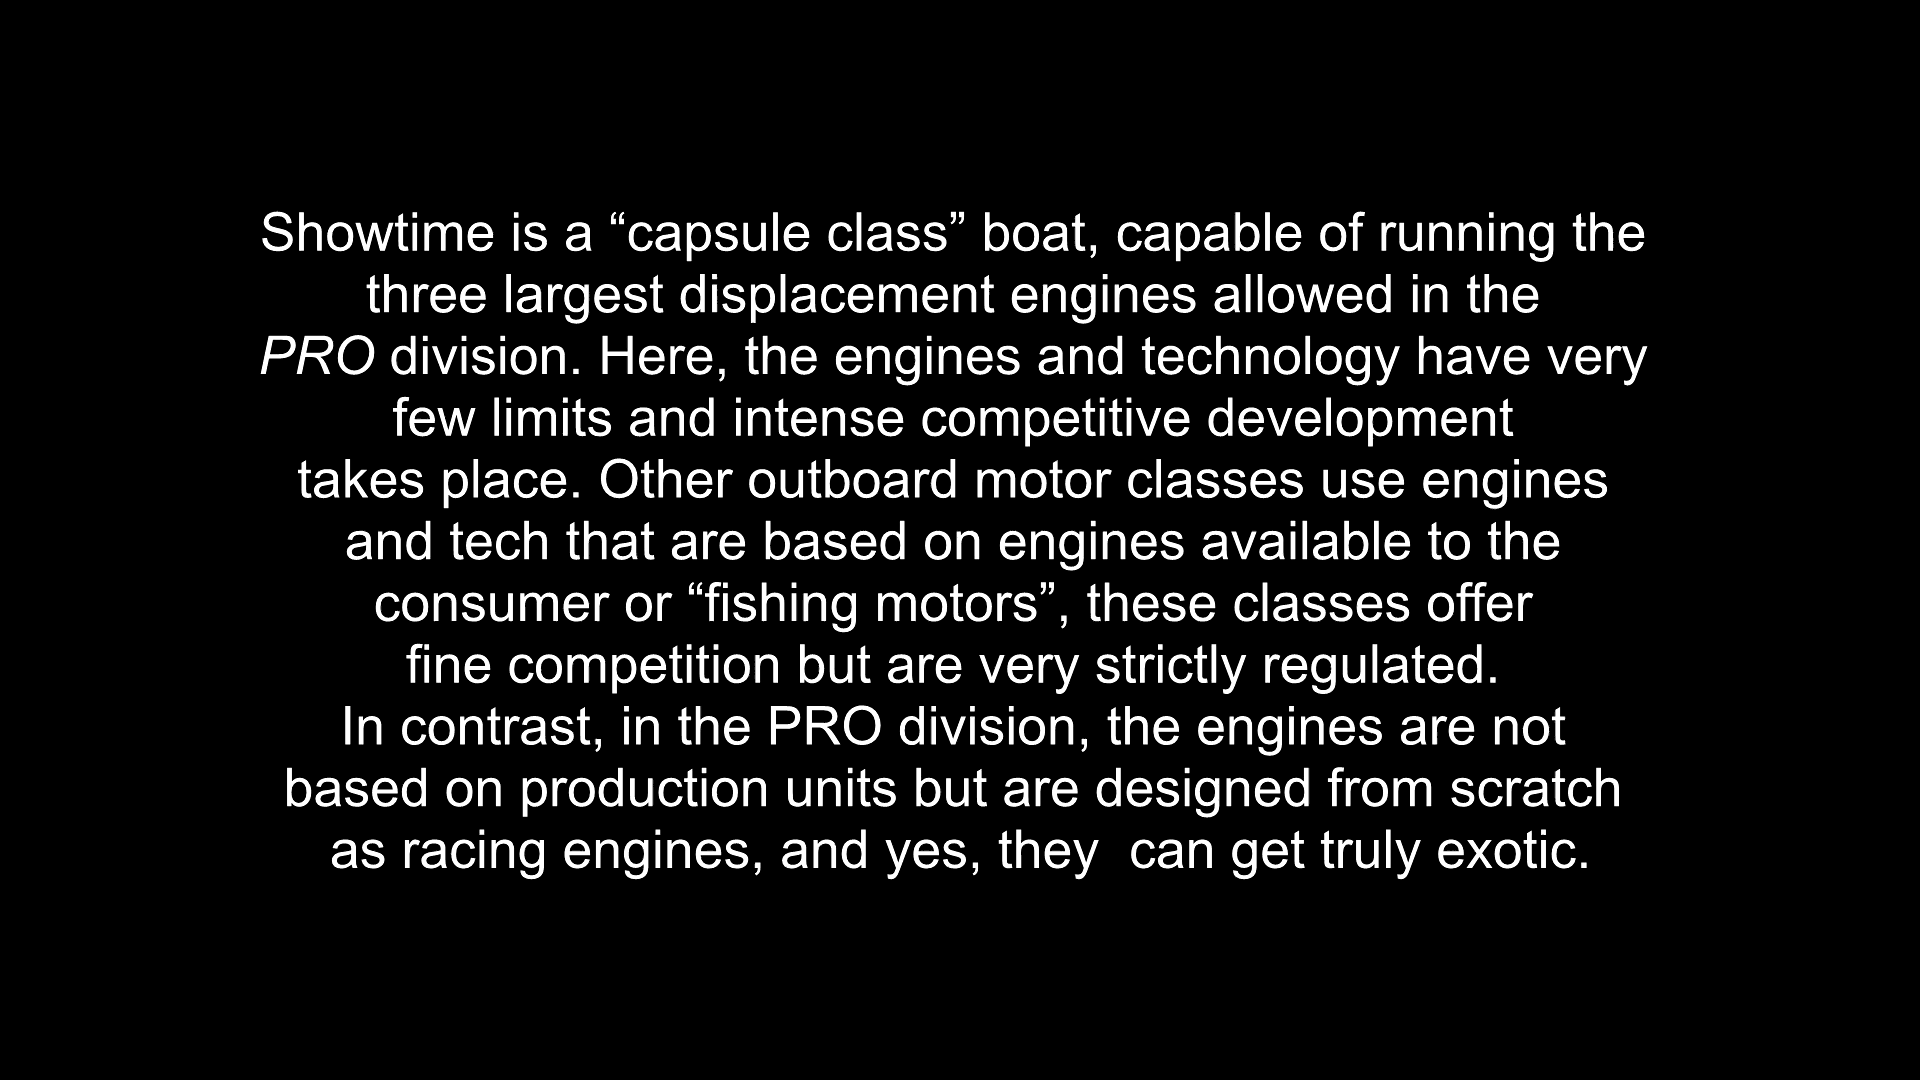 Showtime is a “capsule class” boat, capable of running the
three largest displacement engines allowed in the
PRO division. Here, the engines and technology have very
few limits and intense competitive development
takes place. Other outboard motor classes use engines
and tech that are based on engines available to the
consumer or “fishing motors”, these classes offer
fine competition but are very strictly regulated.
In contrast, in the PRO division, the engines are not
based on production units but are designed from scratch
as racing engines, and yes, they  can get truly exotic.